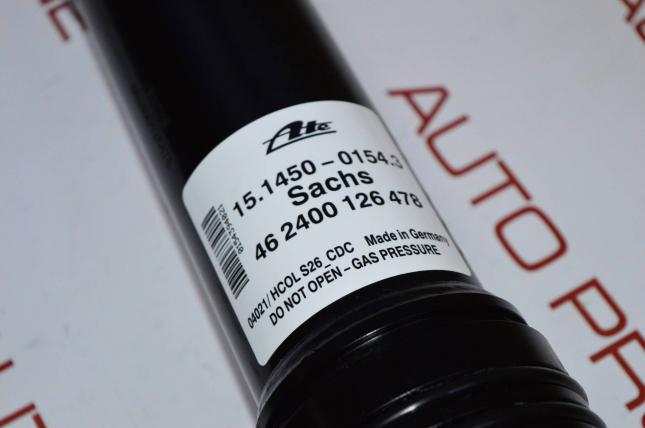 Ate
15.1450-0154.3
Sachs
46 2400 126 478
04021/HCOL S26_CDC Made in Germany
DO NOT OPEN-GAS PRESSURE
AUTO
PR